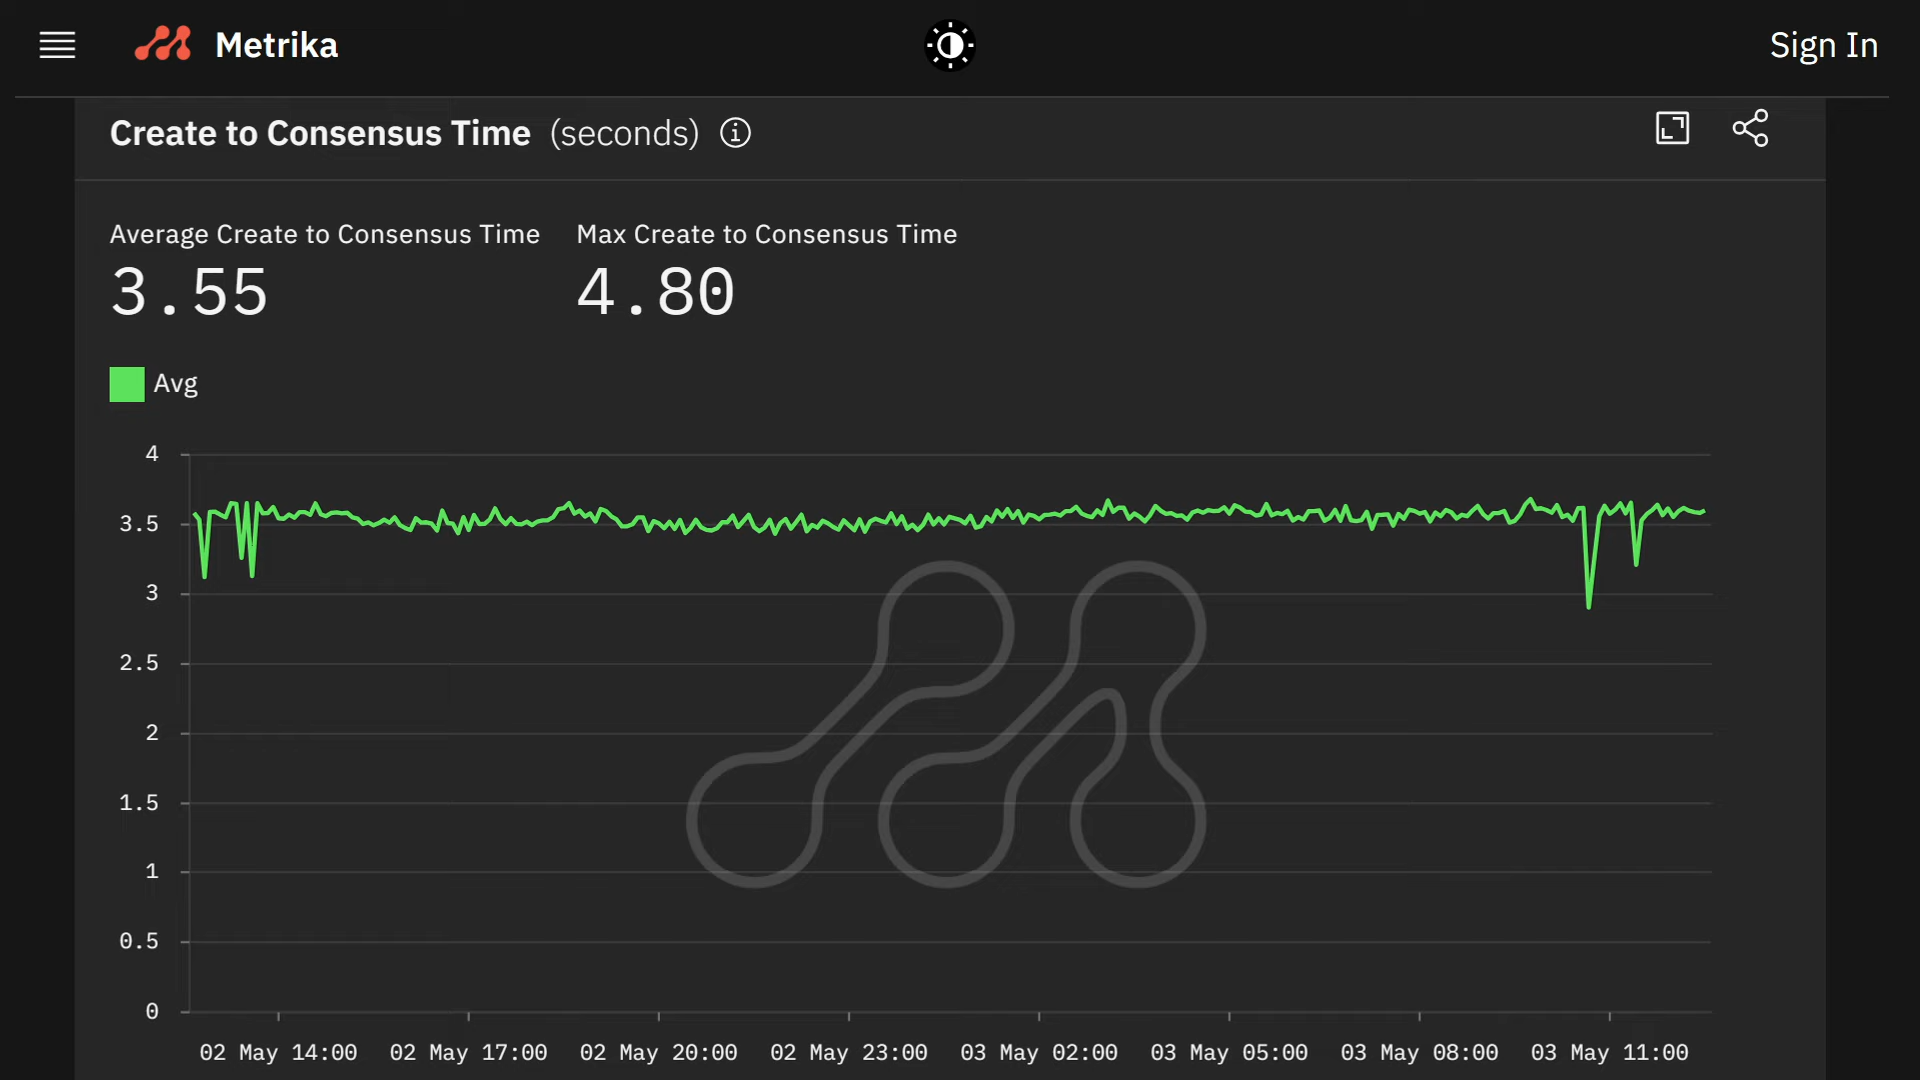 Metrika
Sign In
Create to Consensus Time (seconds)
Average Create to Consensus Time
3.55
Max Create to Consensus Time
4.80
Avg
4
3.5
3
2.5
2
1.5
1
0.5
0
02 May 14:00
02 May 17:00
02 May 20:00
02 May 23:00
03 May 02:00
03 May 05:00
03 May 08:00
03 May 11:00